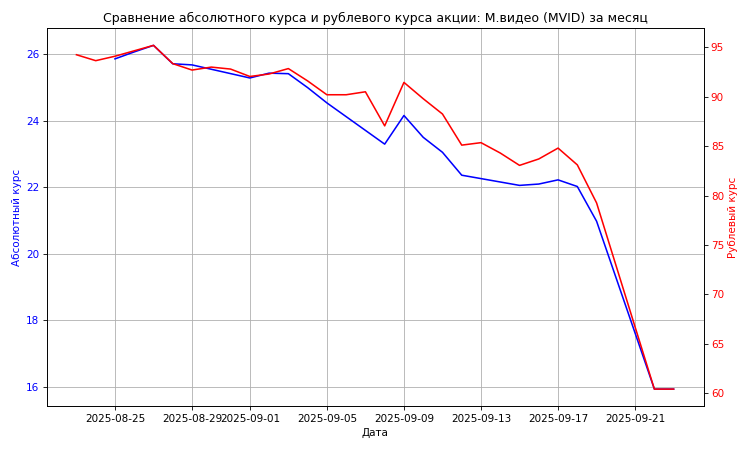 Сравнение абсолютного курса и рублевого курса акции: М.видео (MVID) за месяц
26
24
22
20
18
16
Абсолютный курс
95
90
85
80
75
70
65
60
Рублевый курс
2025-08-25 2025-08-29 2025-09-01 2025-09-05 2025-09-09 2025-09-13 2025-09-17 2025-09-21
Дата